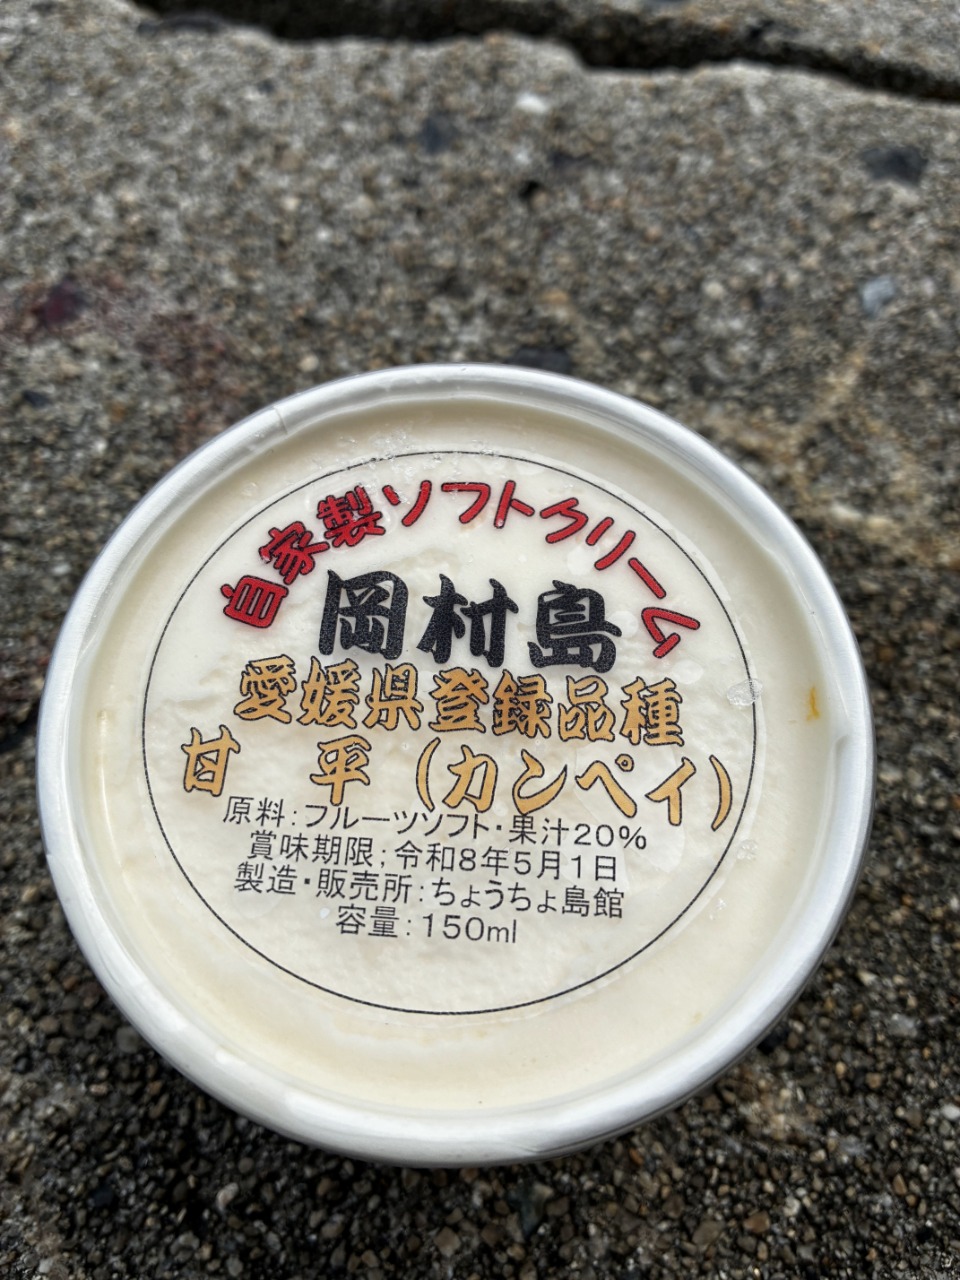 自家製ソフトクリーム
岡村島
愛媛県登録品種
甘　平（カンペイ）
原料：フルーツソフト・果汁20%
賞味期限；令和8年5月1日
製造・販売所：ちょうちょ島館
容量：150ml